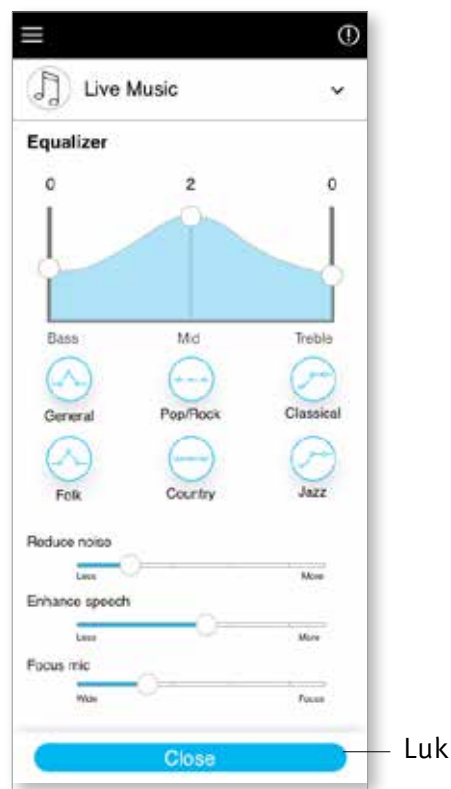 Live Music
Equalizer
0 2 0
Bass Mid Treble
General Pop/Rock Classical
Folk Country Jazz
Reduce noise
Less More
Enhance speech
Less More
Focus mic
Wide Focus
Close
Luk